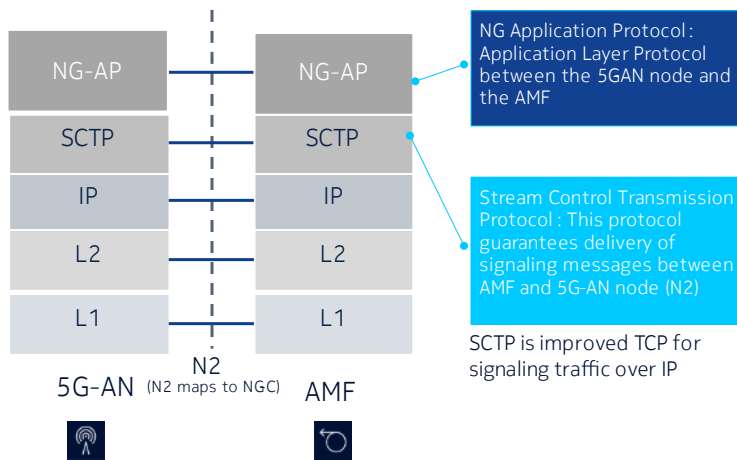 NG-AP
SCTP
IP
L2
L1
NG-AP
SCTP
IP
L2
L1
N2
(N2 maps to NGC)
5G-AN
AMF
NG Application Protocol:
Application Layer Protocol
between the 5GAN node and
the AMF
Stream Control Transmission
Protocol : This protocol
guarantees delivery of
signaling messages between
AMF and 5G-AN node (N2)
SCTP is improved TCP for
signaling traffic over IP